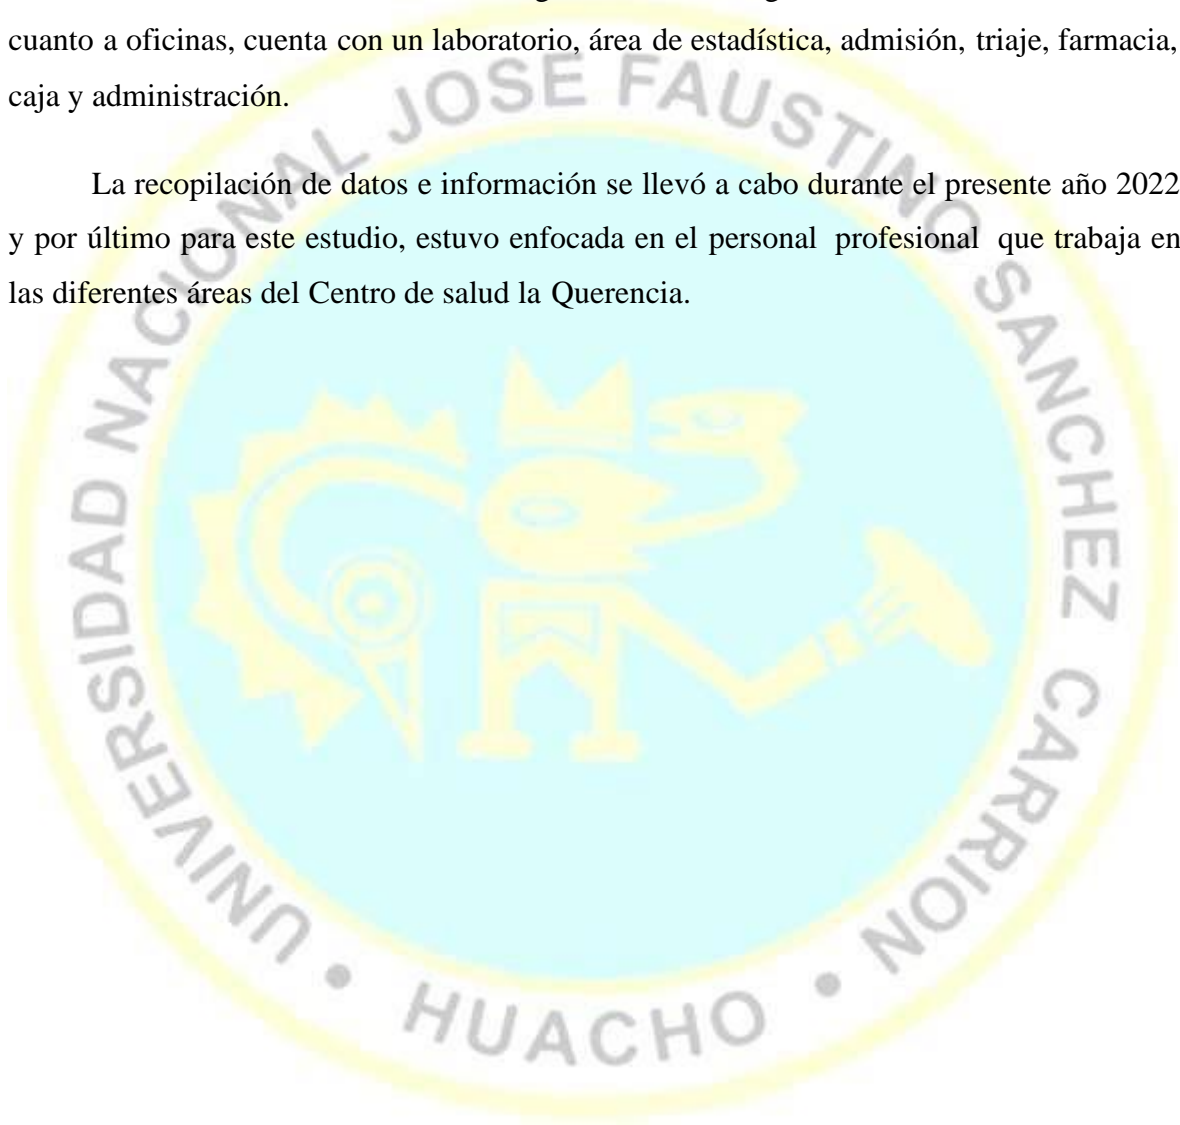 cuanto a oficinas, cuenta con un laboratorio, área de estadística, admisión, triaje, farmacia,
caja y administración.
La recopilación de datos e información se llevó a cabo durante el presente año 2022
y por último para este estudio, estuvo enfocada en el personal profesional que trabaja en
las diferentes áreas del Centro de salud la Querencia.
UNIVERSIDAD NACIONAL JOSE FAUSTINO SANCHEZ CARRION
• HUACHO •